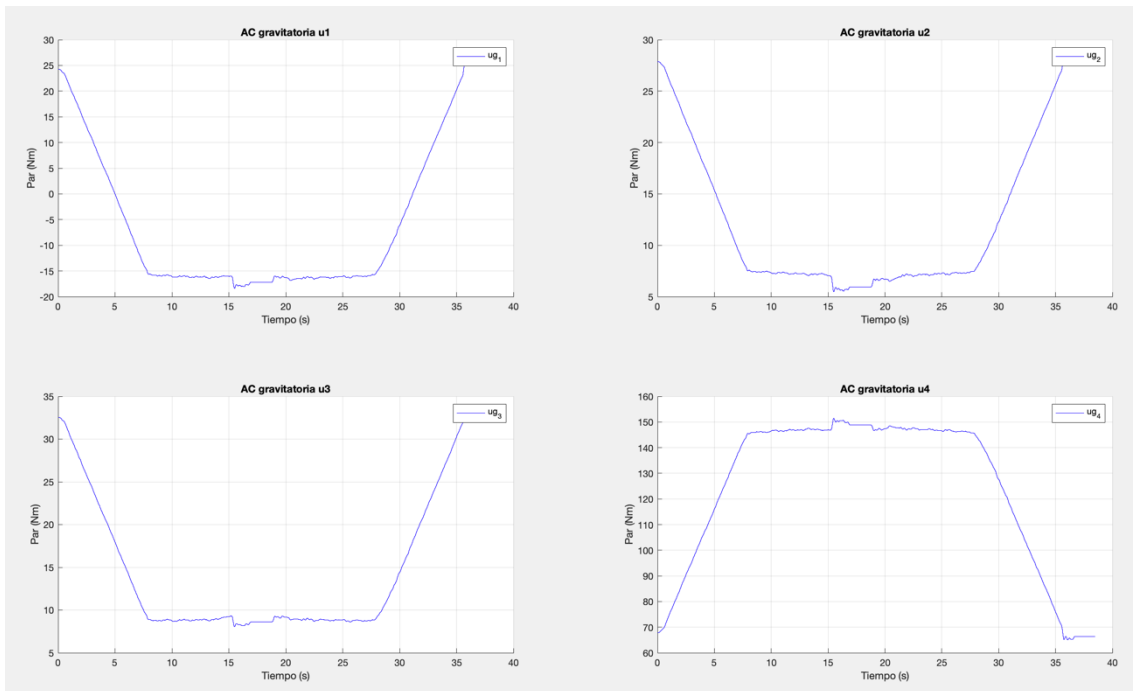 AC gravitatoria u1
30
25
20
15
10
5
0
-5
-10
-15
-20
Par (Nm)
ug1
0 5 10 15 20 25 30 35 40
Tiempo (s)
AC gravitatoria u2
30
25
20
15
10
5
Par (Nm)
ug2
0 5 10 15 20 25 30 35 40
Tiempo (s)
AC gravitatoria u3
35
30
25
20
15
10
5
Par (Nm)
ug3
0 5 10 15 20 25 30 35 40
Tiempo (s)
AC gravitatoria u4
160
150
140
130
120
110
100
90
80
70
60
Par (Nm)
ug4
0 5 10 15 20 25 30 35 40
Tiempo (s)